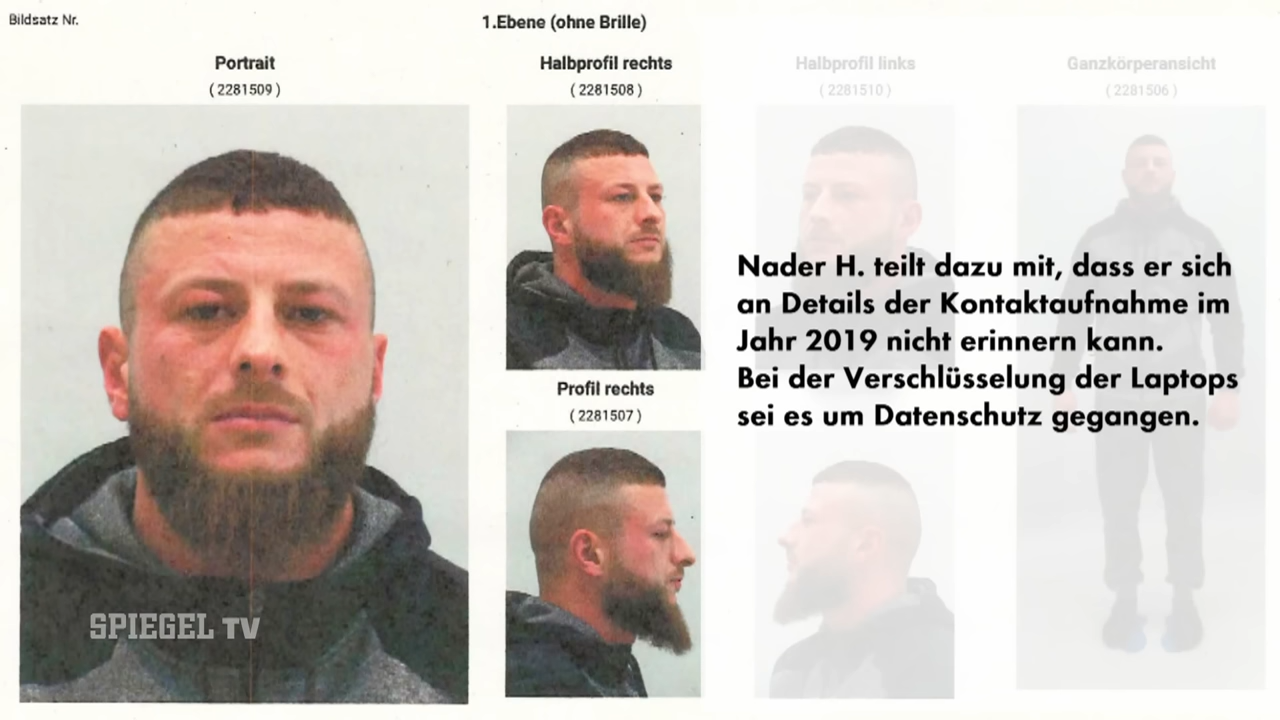 Bildsatz Nr.
1.Ebene (ohne Brille)
Portrait
( 2281509 )
Halbprofil rechts
( 2281508 )
Halbprofil links
( 2281510 )
Ganzkörperansicht
( 2281506 )
Profil rechts
( 2281507 )
Nader H. teilt dazu mit, dass er sich
an Details der Kontaktaufnahme im
Jahr 2019 nicht erinnern kann.
Bei der Verschlüsselung der Laptops
sei es um Datenschutz gegangen.
SPIEGEL TV